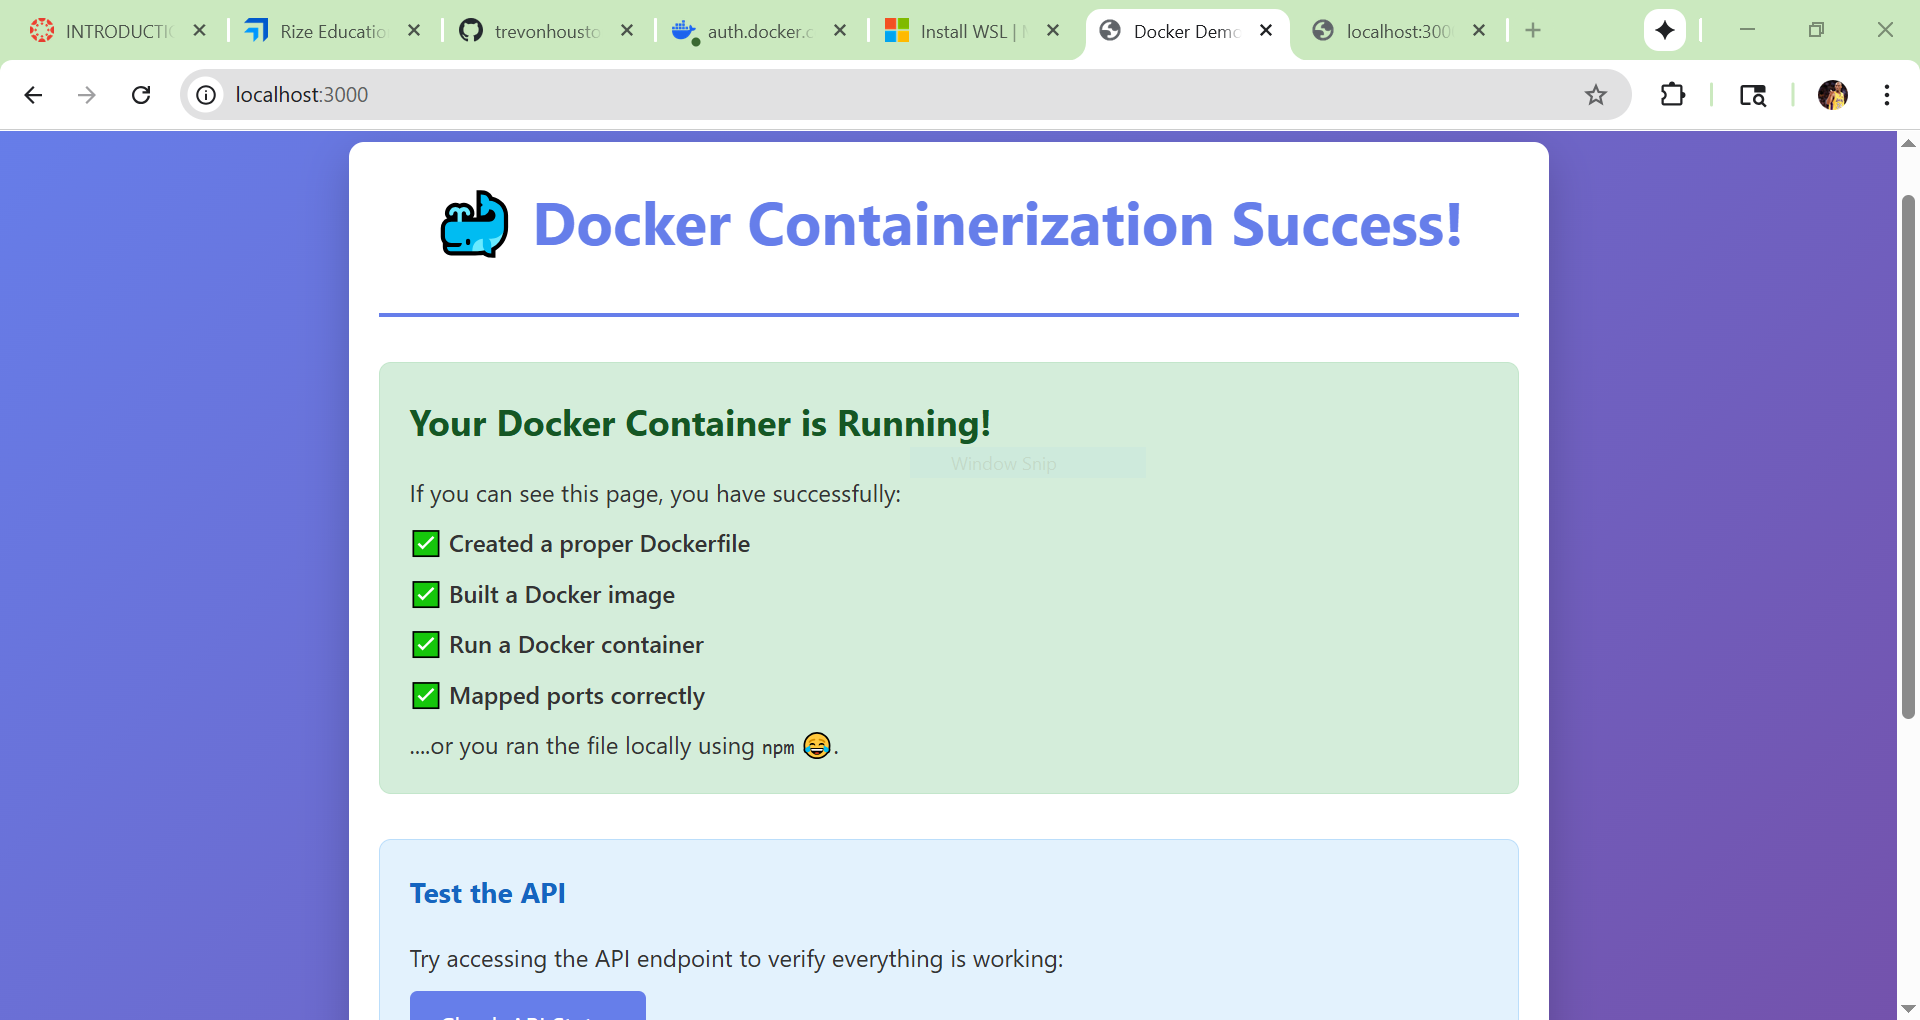 INTRODUCTIO
Rize Educatio
trevonhousto
auth.docker.c
Install WSL |
Docker Demo
localhost:300
localhost:3000
Docker Containerization Success!
Your Docker Container is Running!
Window Snip
If you can see this page, you have successfully:
✅ Created a proper Dockerfile
✅ Built a Docker image
✅ Run a Docker container
✅ Mapped ports correctly
....or you ran the file locally using npm 😂.
Test the API
Try accessing the API endpoint to verify everything is working: